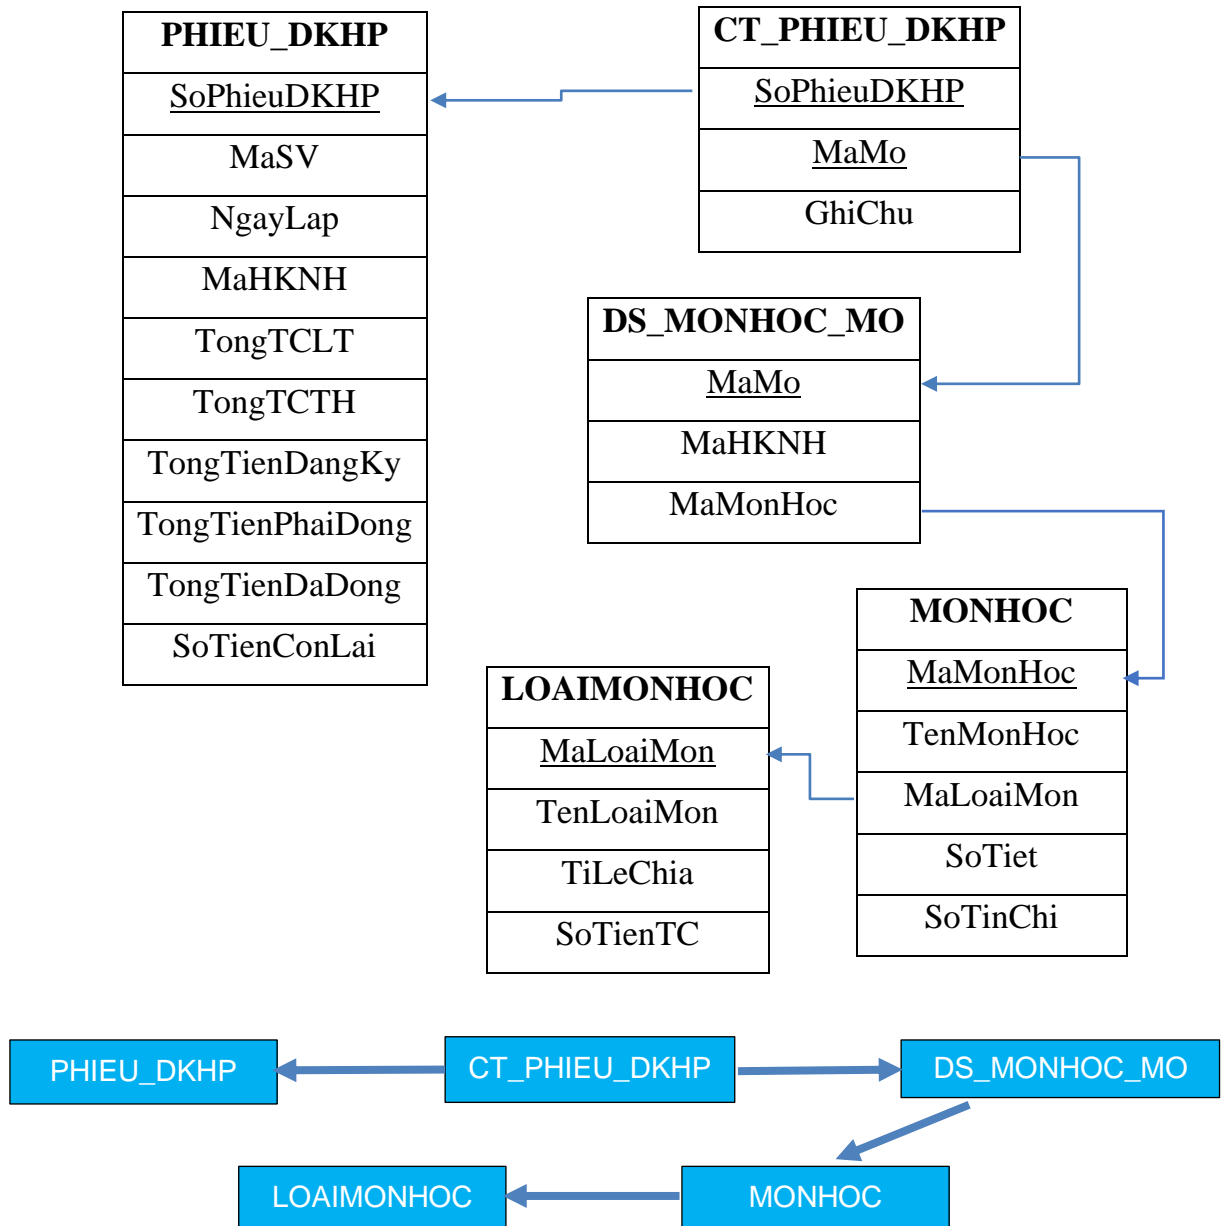 PHIEU_DKHP
SoPhieuDKHP
MaSV
NgayLap
MaHKNH
TongTCLT
TongTCTH
TongTienDangKy
TongTienPhaiDong
TongTienDaDong
SoTienConLai
CT_PHIEU_DKHP
SoPhieuDKHP
MaMo
GhiChu
DS_MONHOC_MO
MaMo
MaHKNH
MaMonHoc
MONHOC
MaMonHoc
TenMonHoc
MaLoaiMon
SoTiet
SoTinChi
LOAIMONHOC
MaLoaiMon
TenLoaiMon
TiLeChia
SoTienTC
PHIEU_DKHP
CT_PHIEU_DKHP
DS_MONHOC_MO
LOAIMONHOC
MONHOC